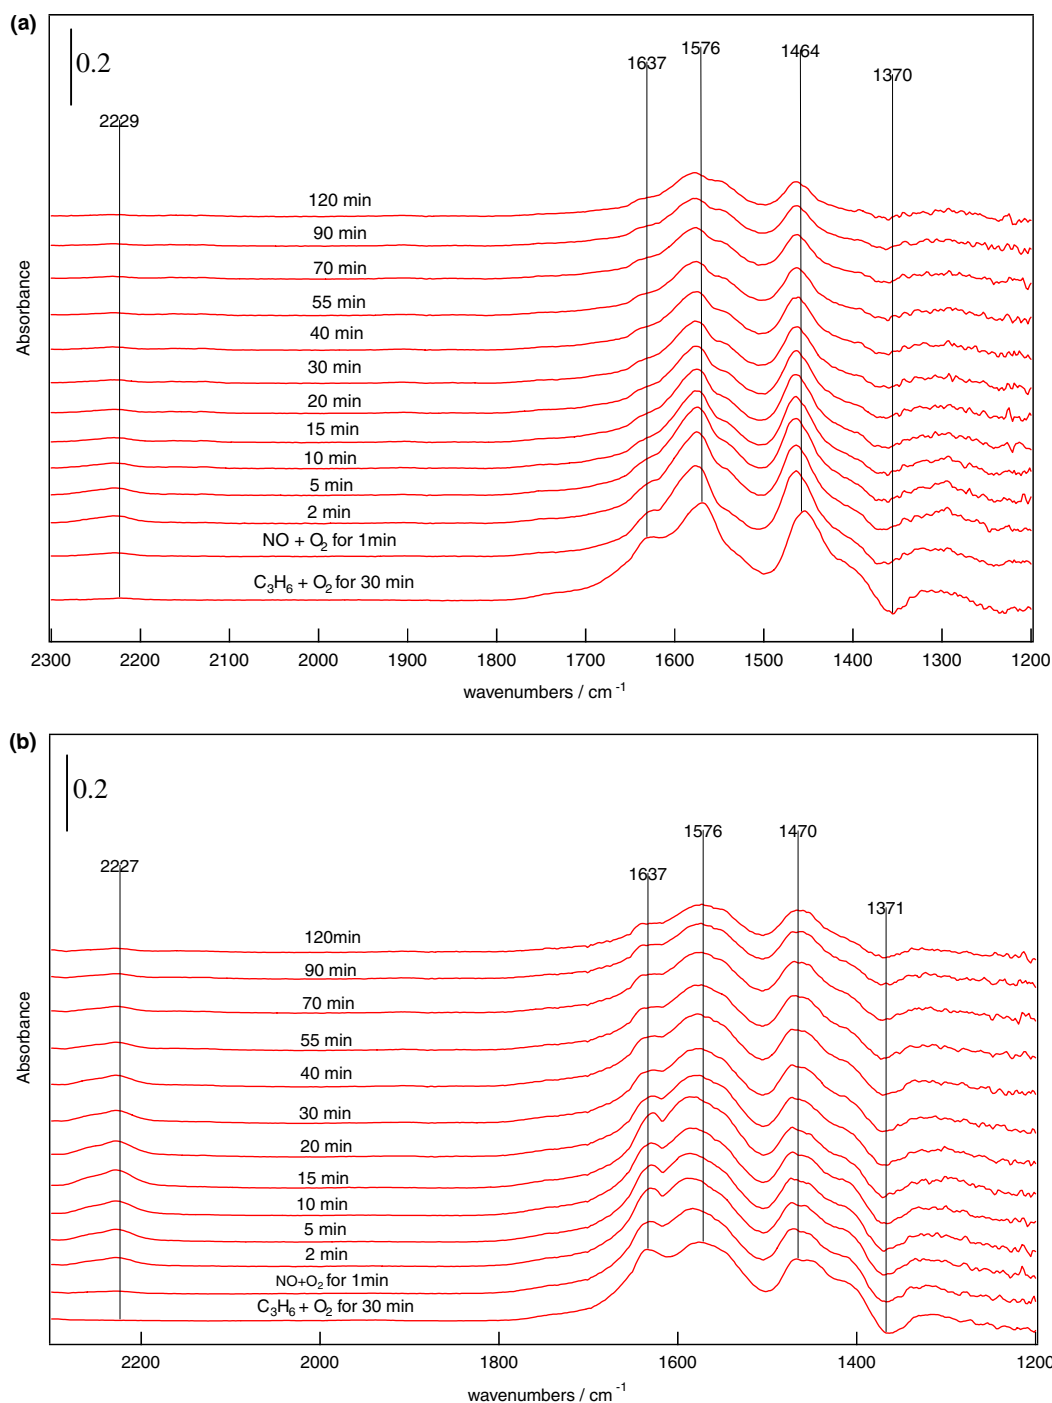 (a)
0.2
1576
1464
1637
1370
2229
120 min
90 min
70 min
55 min
40 min
30 min
20 min
15 min
10 min
5 min
2 min
NO + O2 for 1min
C3H6 + O2 for 30 min
Absorbance
2300 2200 2100 2000 1900 1800 1700 1600 1500 1400 1300 1200
wavenumbers / cm-1
(b)
0.2
1576
1470
2227
1637
1371
120min
90 min
70 min
55 min
40 min
30 min
20 min
15 min
10 min
5 min
2 min
NO+O2 for 1min
C3H6 + O2 for 30 min
Absorbance
2200 2000 1800 1600 1400 1200
wavenumbers / cm-1